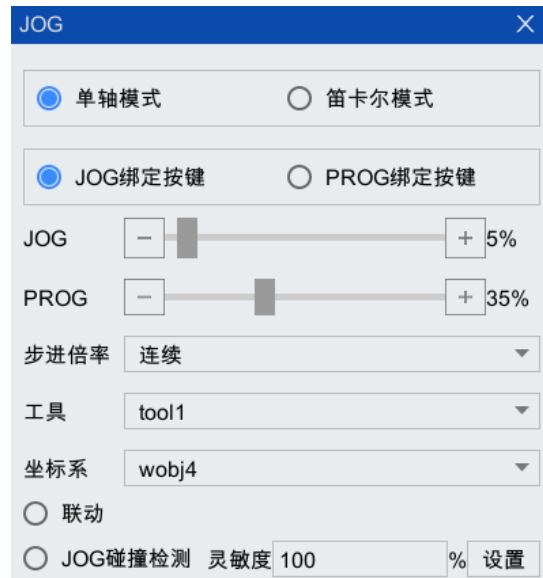 JOG
单轴模式 笛卡尔模式
JOG绑定按键 PROG绑定按键
JOG − + 5%
PROG − + 35%
步进倍率 连续
工具 tool1
坐标系 wobj4
联动
JOG碰撞检测 灵敏度 100 % 设置